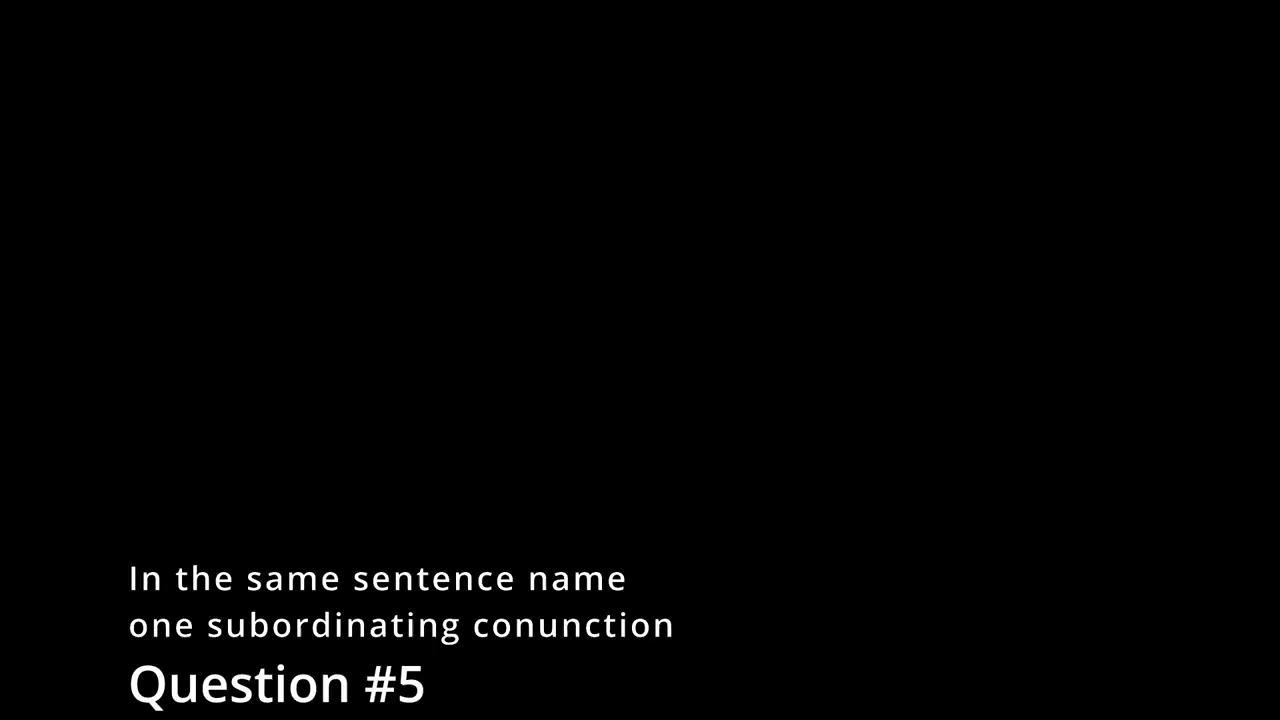 In the same sentence name
one subordinating conunction
Question #5